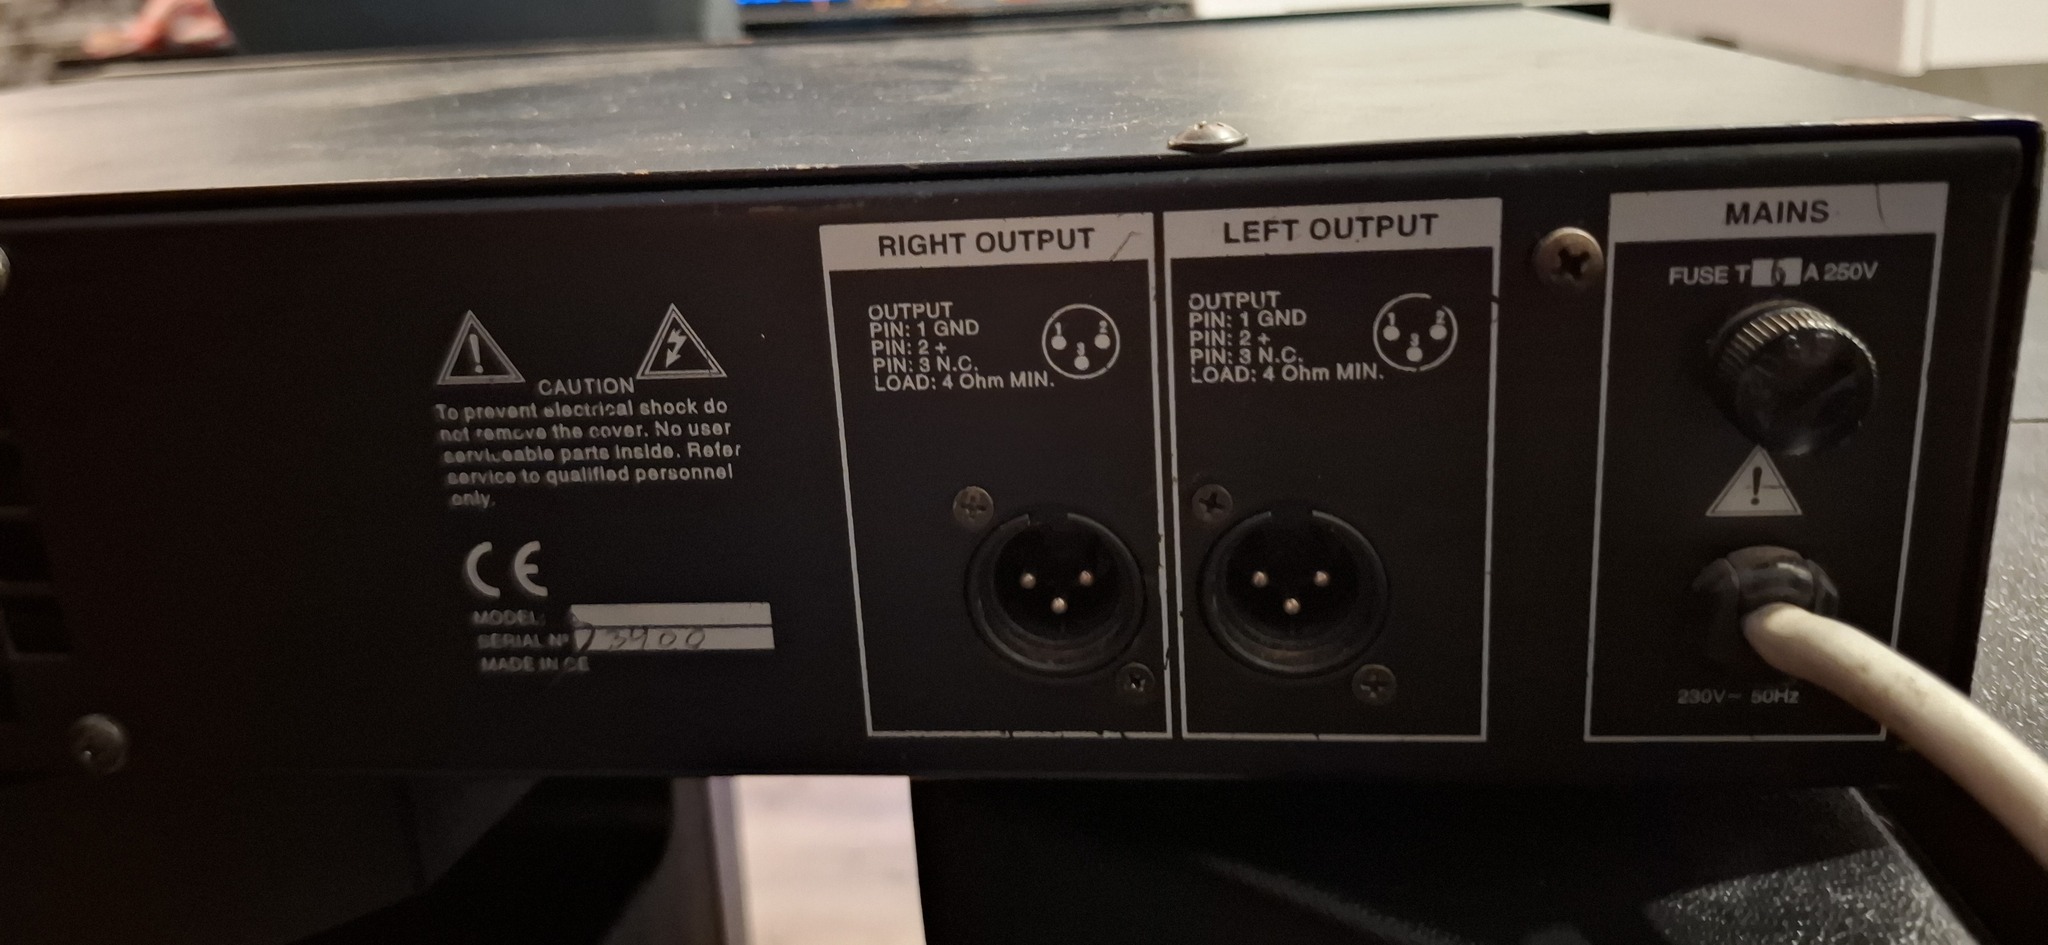 CAUTION
To prevent electrical shock do
not remove the cover. No user
serviceable parts inside. Refer
service to qualified personnel
only.
CE
MODEL:
SERIAL Nº 73900
MADE IN CE
RIGHT OUTPUT
OUTPUT
PIN: 1 GND
PIN: 2 +
PIN: 3 N.C.
LOAD: 4 Ohm MIN.
1 2
3
LEFT OUTPUT
OUTPUT
PIN: 1 GND
PIN: 2 +
PIN: 3 N.C.
LOAD: 4 Ohm MIN.
1 2
3
MAINS
FUSE T A 250V
230V~ 50Hz